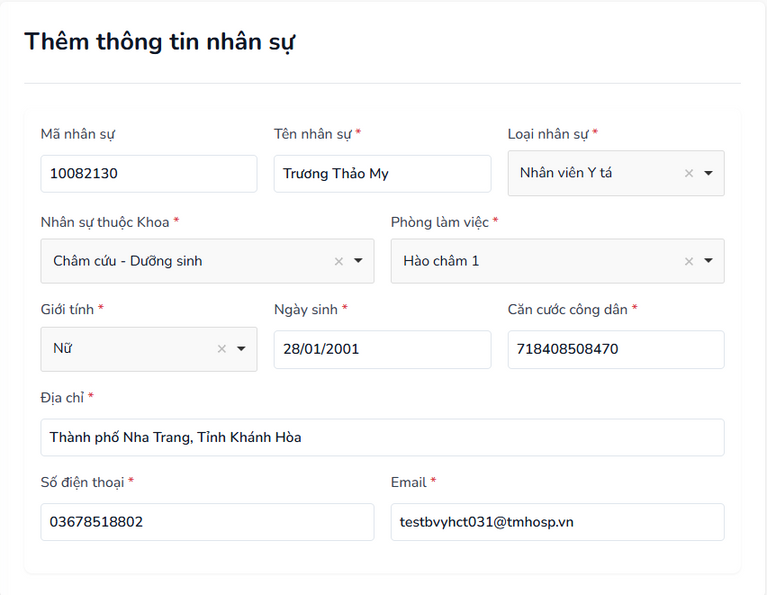 Thêm thông tin nhân sự
Mã nhân sự
Tên nhân sự *
Loại nhân sự *
10082130
Trương Thảo My
Nhân viên Y tá
Nhân sự thuộc Khoa *
Phòng làm việc *
Châm cứu - Dưỡng sinh
Hào châm 1
Giới tính *
Ngày sinh *
Căn cước công dân *
Nữ
28/01/2001
718408508470
Địa chỉ *
Thành phố Nha Trang, Tỉnh Khánh Hòa
Số điện thoại *
Email *
03678518802
testbvyhct031@tmhosp.vn